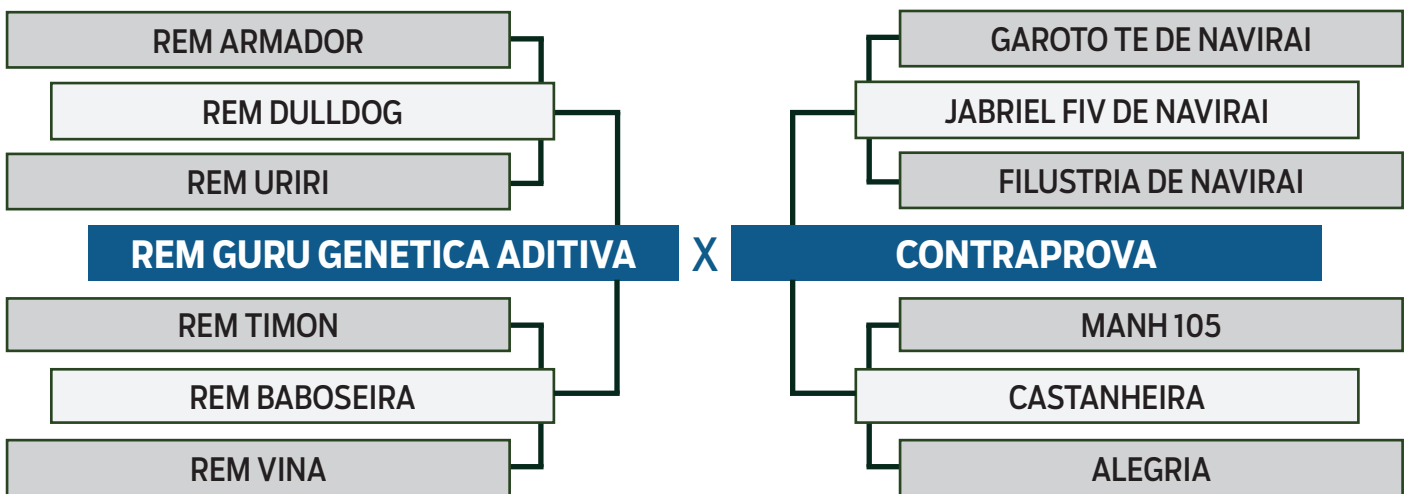 REM ARMADOR
REM DULLDOG
REM URIRI
REM GURU GENETICA ADITIVA
REM TIMON
REM BABOSEIRA
REM VINA
X
GAROTO TE DE NAVIRAI
JABRIEL FIV DE NAVIRAI
FILUSTRIA DE NAVIRAI
CONTRAPROVA
MANH 105
CASTANHEIRA
ALEGRIA